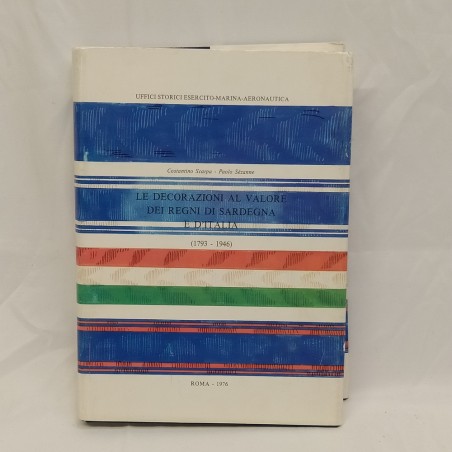 UFFICI STORICI ESERCITO-MARINA-AERONAUTICA
Costantino Scarpa - Paolo Sézanne
LE DECORAZIONI AL VALORE
DEI REGNI DI SARDEGNA
E D'ITALIA
(1793 - 1946)
ROMA - 1976